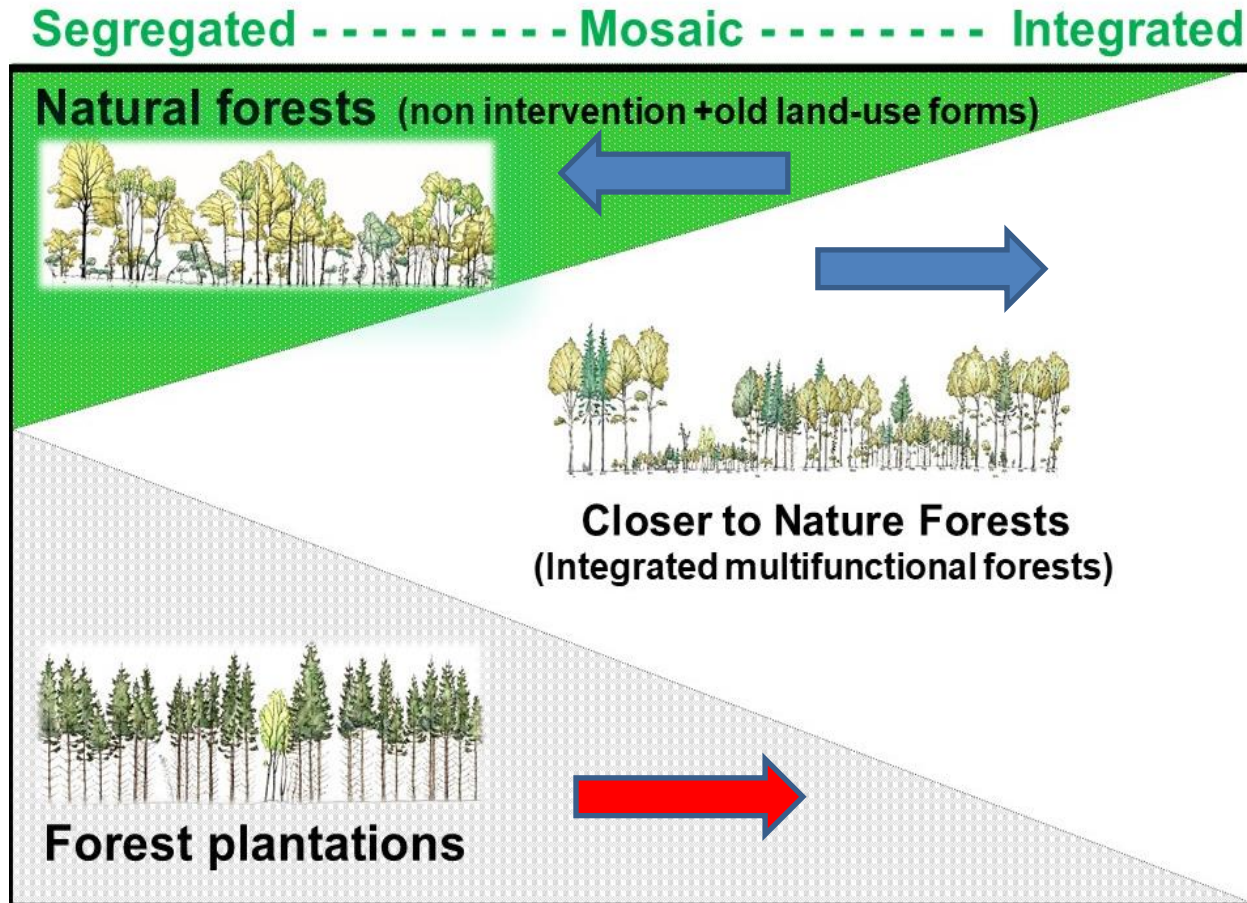 Segregated - - - - - - - - - Mosaic - - - - - - - - Integrated
Natural forests (non intervention +old land-use forms)
Closer to Nature Forests
(Integrated multifunctional forests)
Forest plantations